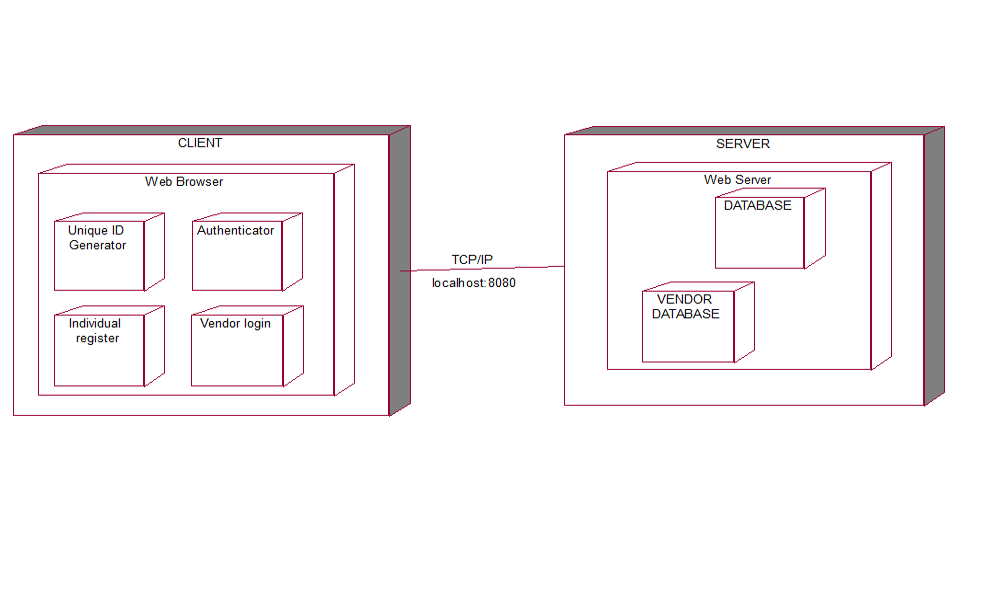 CLIENT
Web Browser
Unique ID
Generator
Authenticator
Individual
register
Vendor login
TCP/IP
localhost:8080
SERVER
Web Server
DATABASE
VENDOR
DATABASE